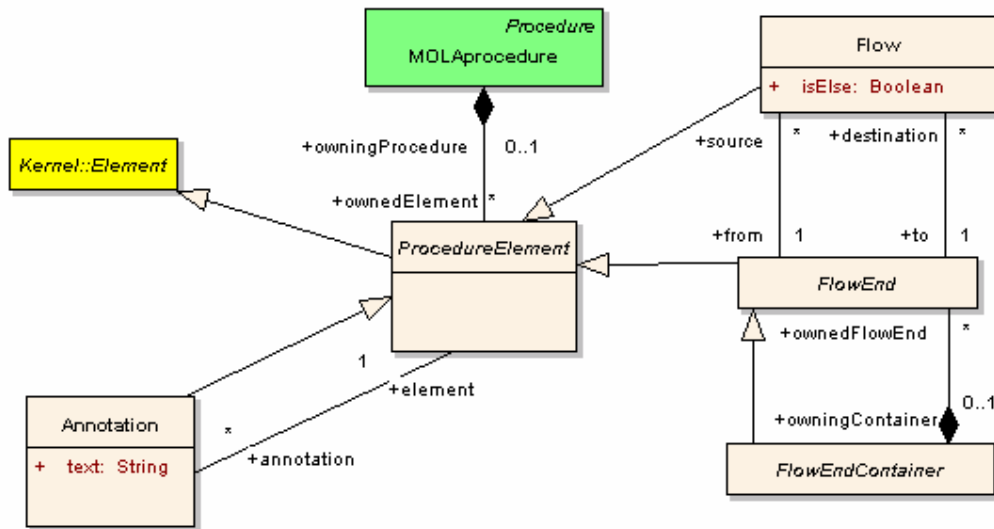 Procedure
MOLAprocedure
Flow
+ isElse: Boolean
+owningProcedure 0..1
+source * +destination *
Kernel::Element
+ownedElement *
ProcedureElement
+from 1 +to 1
FlowEnd
+ownedFlowEnd *
1
+element
Annotation
+ text: String
*
+annotation
0..1
+owningContainer
FlowEndContainer